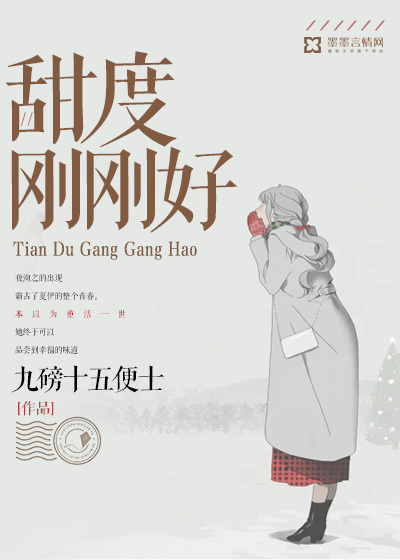 墨墨言情网
甜度
刚刚好
Tian Du Gang Gang Hao
夜洵之的出现
霸占了夏伊的整个青春。
本以为重活一世
她终于可以
品尝到幸福的味道
九磅十五便士
[作品]